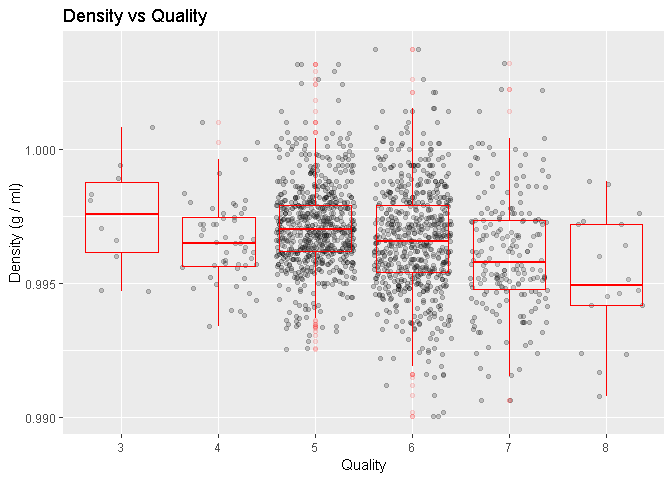 Density vs Quality
Density (g / ml)
1.000
0.995
0.990
3 4 5 6 7 8
Quality